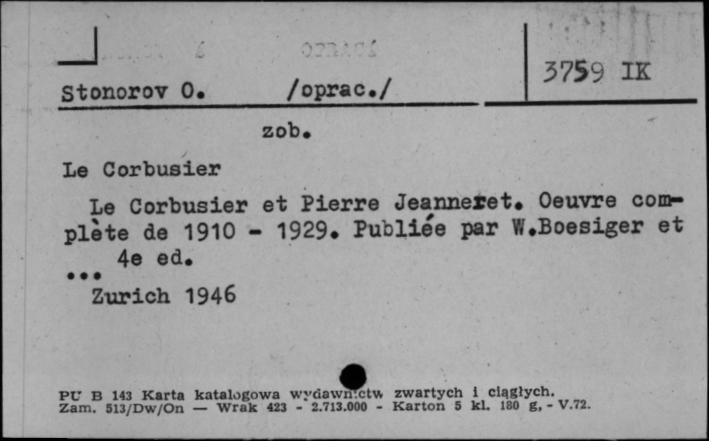 3759 IK
Stonorov O. /oprac./
zob.
Le Corbusier
Le Corbusier et Pierre Jeanneret. Oeuvre com-
plète de 1910 - 1929. Publiée par W.Boesiger et
... 4e ed.
Zurich 1946
PU B 143 Karta katalogowa wydawnictw zwartych i ciągłych.
Zam. 513/Dw/On — Wrak 423 - 2.713.000 - Karton 5 kl. 180 g, - V.72.